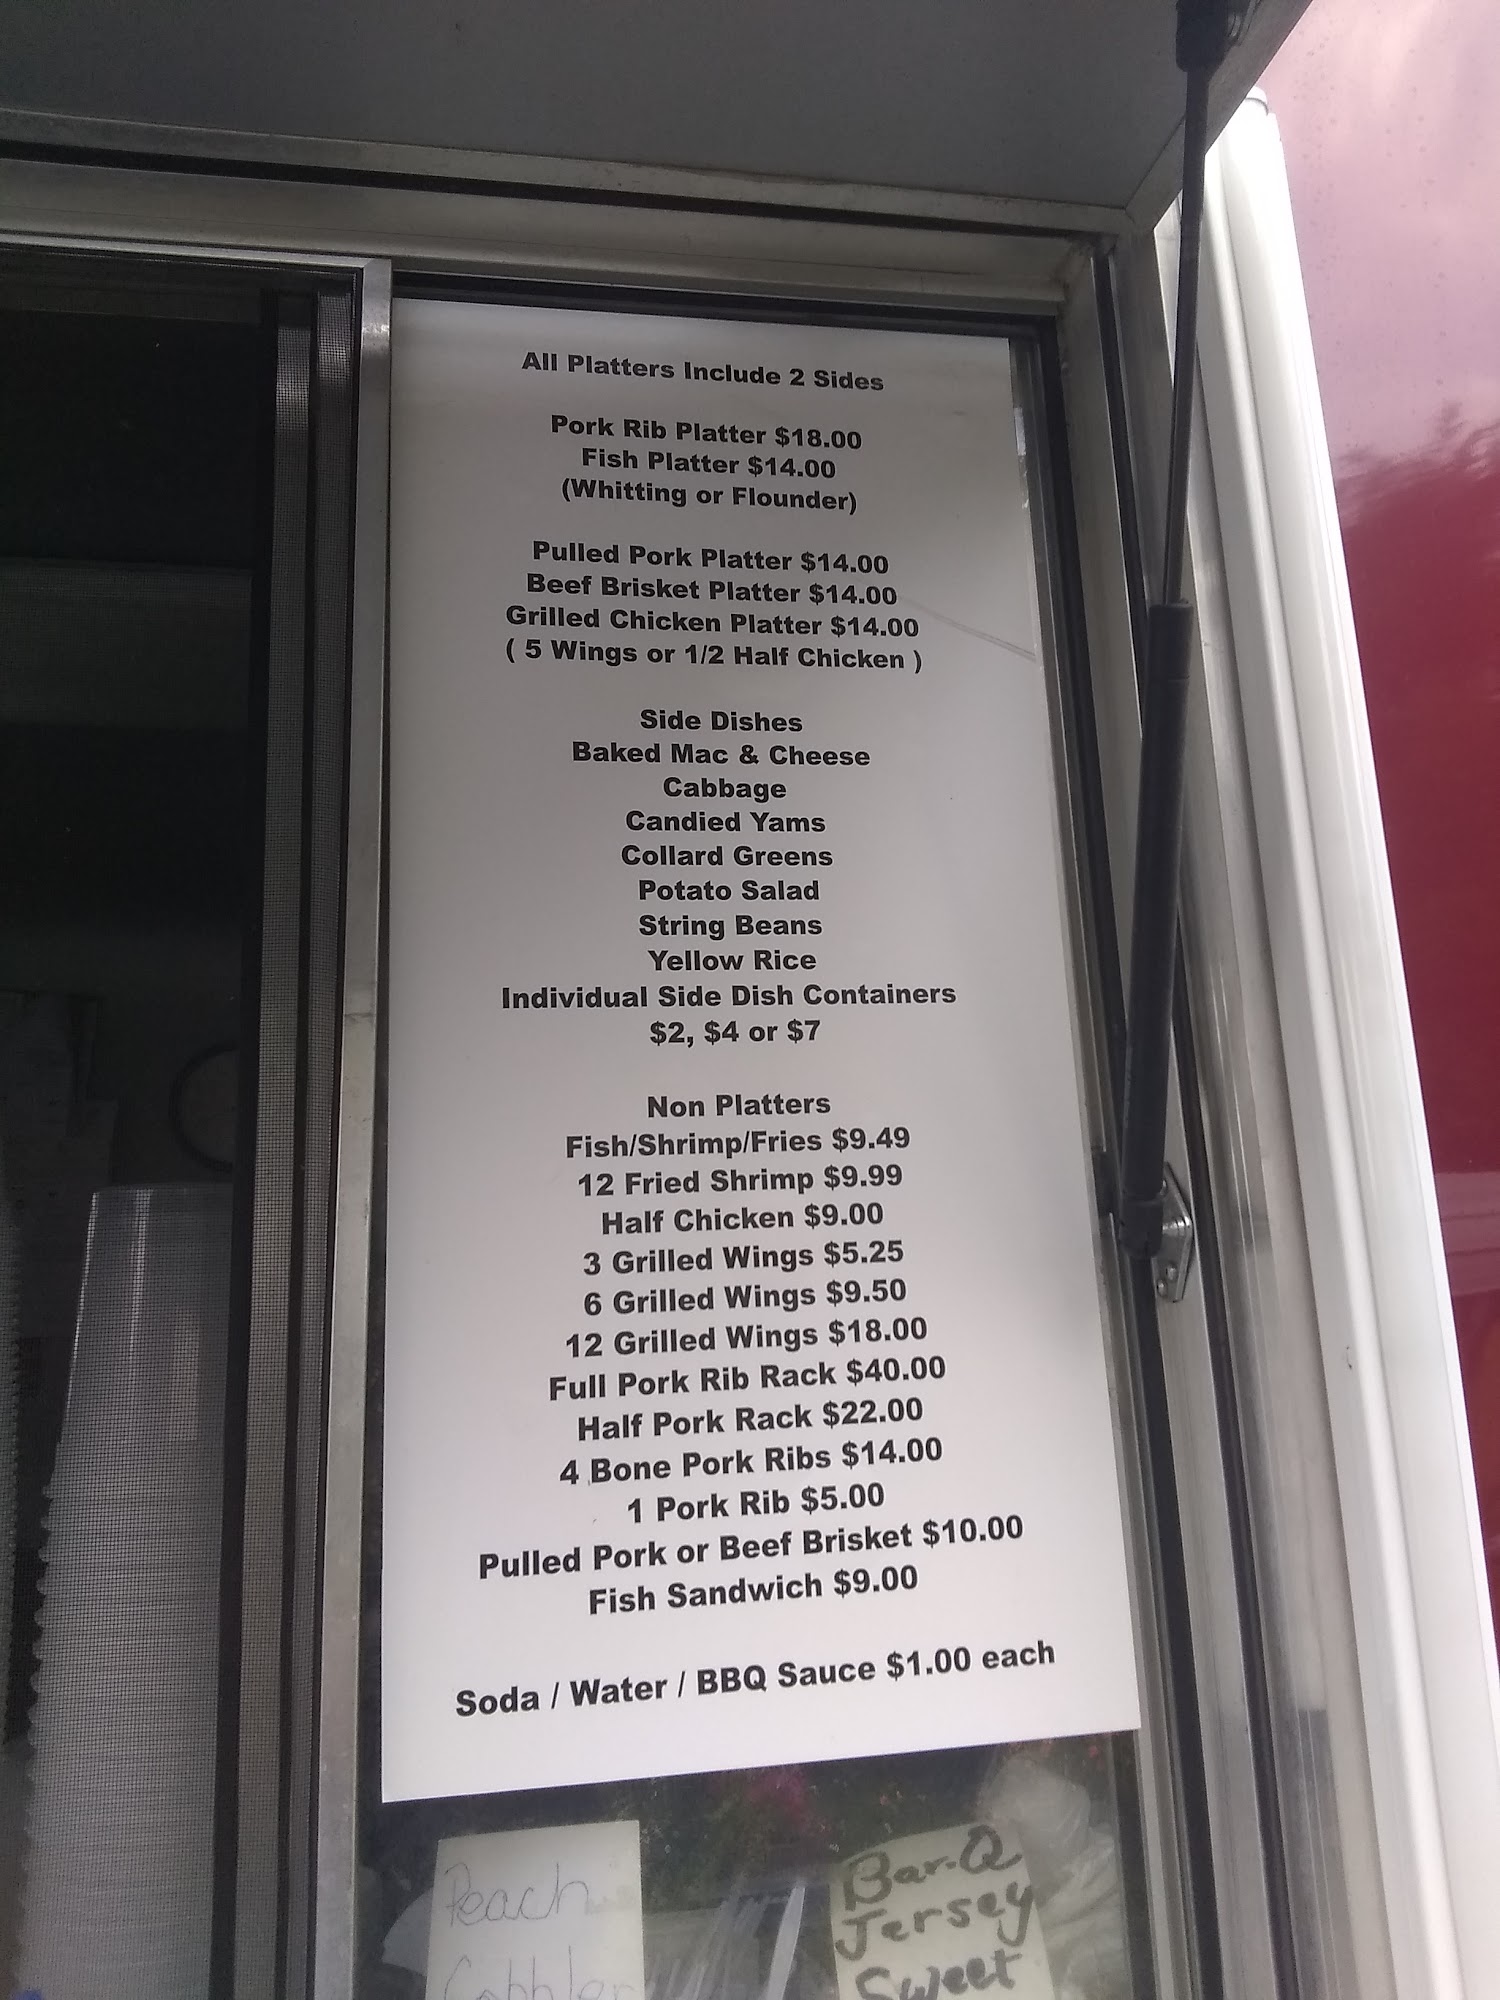 All Platters Include 2 Sides
Pork Rib Platter $18.00
Fish Platter $14.00
(Whitting or Flounder)
Pulled Pork Platter $14.00
Beef Brisket Platter $14.00
Grilled Chicken Platter $14.00
( 5 Wings or 1/2 Half Chicken )
Side Dishes
Baked Mac & Cheese
Cabbage
Candied Yams
Collard Greens
Potato Salad
String Beans
Yellow Rice
Individual Side Dish Containers
$2, $4 or $7
Non Platters
Fish/Shrimp/Fries $9.49
12 Fried Shrimp $9.99
Half Chicken $9.00
3 Grilled Wings $5.25
6 Grilled Wings $9.50
12 Grilled Wings $18.00
Full Pork Rib Rack $40.00
Half Pork Rack $22.00
4 Bone Pork Ribs $14.00
1 Pork Rib $5.00
Pulled Pork or Beef Brisket $10.00
Fish Sandwich $9.00
Soda / Water / BBQ Sauce $1.00 each
Peach
Cobbler
Bar-Q
Jersey
Sweet